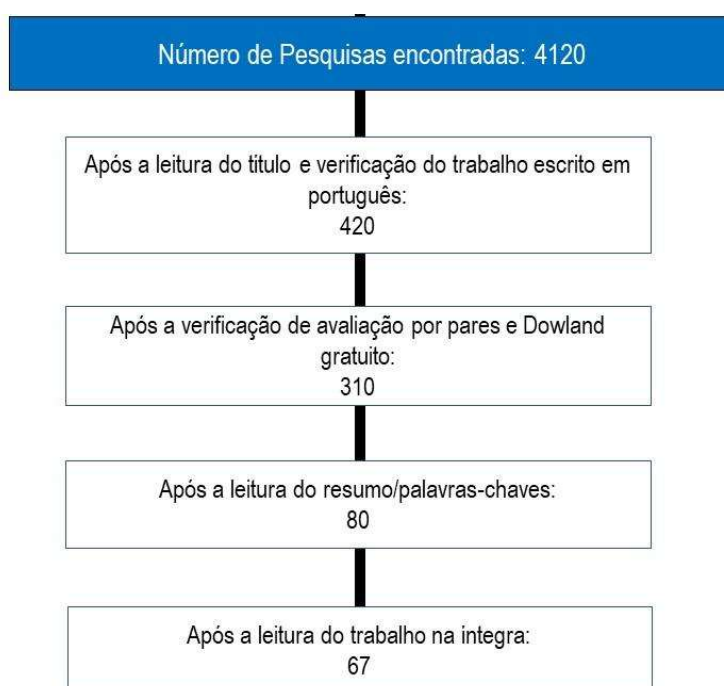 Número de Pesquisas encontradas: 4120
Após a leitura do titulo e verificação do trabalho escrito em
português:
420
Após a verificação de avaliação por pares e Dowland
gratuito:
310
Após a leitura do resumo/palavras-chaves:
80
Após a leitura do trabalho na integra:
67